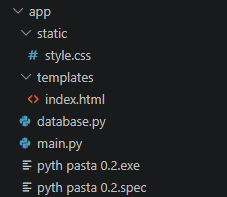 app
static
# style.css
templates
<> index.html
database.py
main.py
pyth pasta 0.2.exe
pyth pasta 0.2.spec